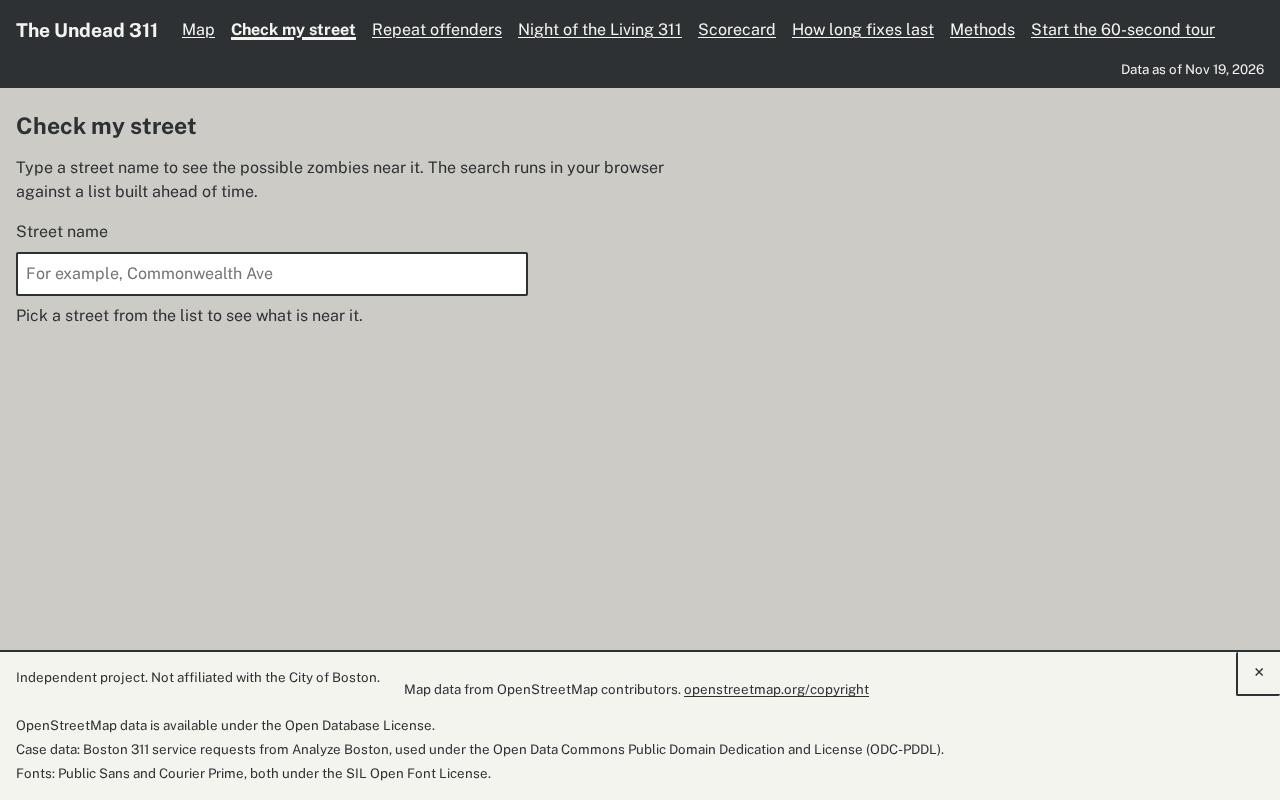 The Undead 311 Map Check my street Repeat offenders Night of the Living 311 Scorecard How long fixes last Methods Start the 60-second tour
Data as of Nov 19, 2026
Check my street
Type a street name to see the possible zombies near it. The search runs in your browser
against a list built ahead of time.
Street name
For example, Commonwealth Ave
Pick a street from the list to see what is near it.
×
Independent project. Not affiliated with the City of Boston.
Map data from OpenStreetMap contributors. openstreetmap.org/copyright
OpenStreetMap data is available under the Open Database License.
Case data: Boston 311 service requests from Analyze Boston, used under the Open Data Commons Public Domain Dedication and License (ODC-PDDL).
Fonts: Public Sans and Courier Prime, both under the SIL Open Font License.